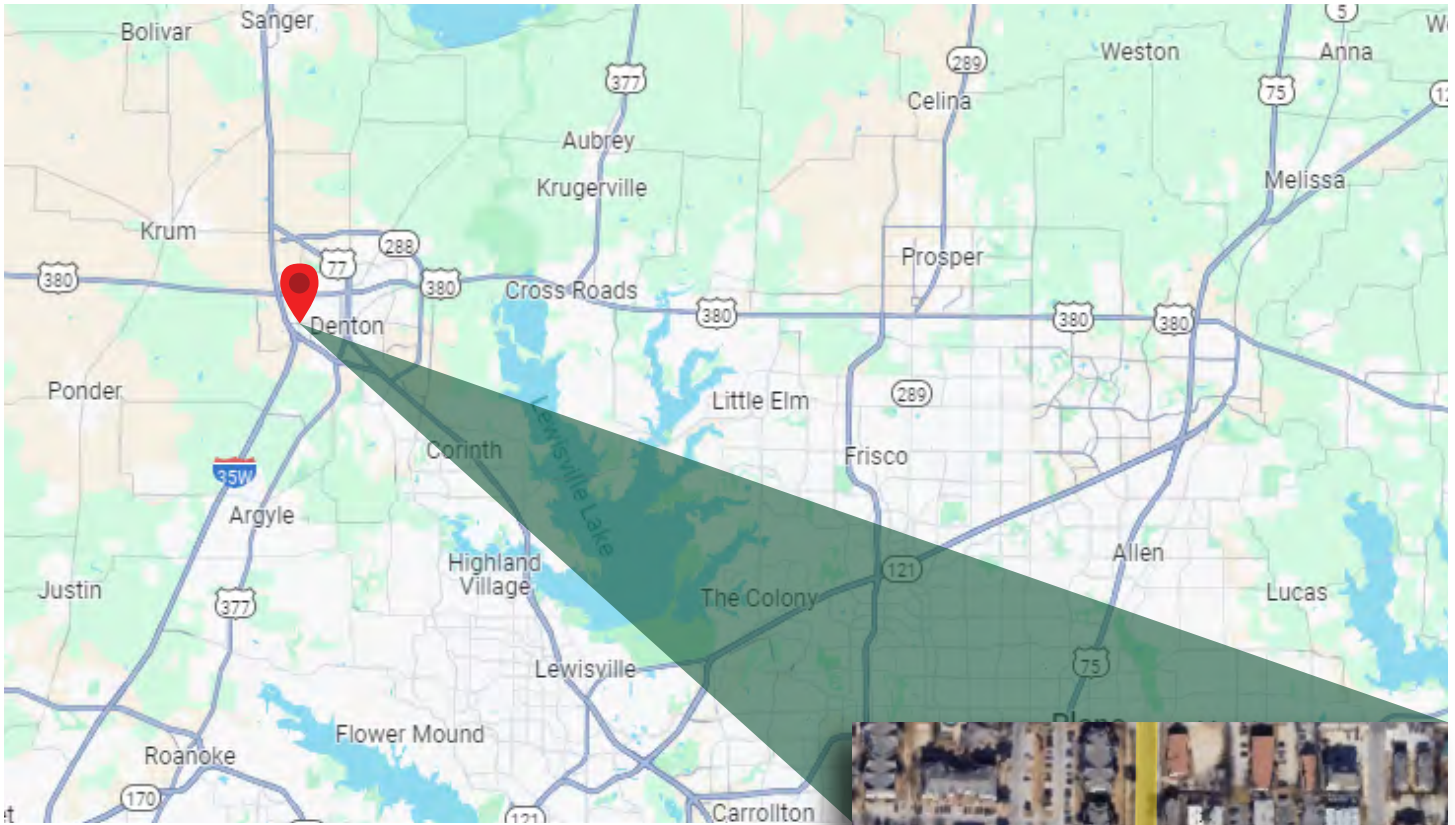 Sanger
5
Bolivar
Weston
Anna
289
377
75
Celina
Aubrey
Melissa
Krugerville
Krum
288
77
Prosper
380
380
Cross Roads
380
380
380
Denton
Ponder
Little Elm
289
Corinth
Frisco
Lewisville Lake
35W
Argyle
Allen
Highland
Village
121
Justin
The Colony
Lucas
377
75
Lewisville
Plano
Flower Mound
Roanoke
170
Carrollton
121